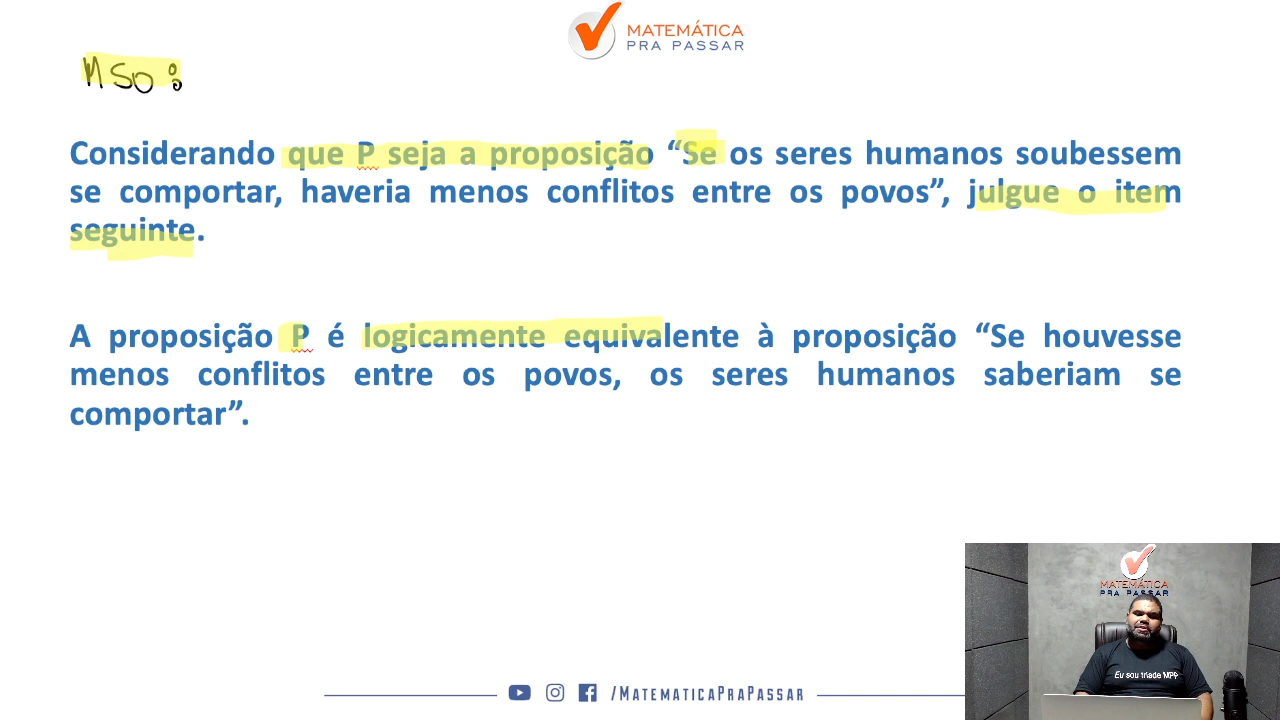 MATEMÁTICA
PRA PASSAR
MSO:
Considerando que P seja a proposição “Se os seres humanos soubessem
se comportar, haveria menos conflitos entre os povos”, julgue o item
seguinte.
A proposição P é logicamente equivalente à proposição “Se houvesse
menos conflitos entre os povos, os seres humanos saberiam se
comportar”.
MATEMÁTICA
PRA PASSAR
Eu sou tríade MPP
/MATEMATICAPRAPASSAR